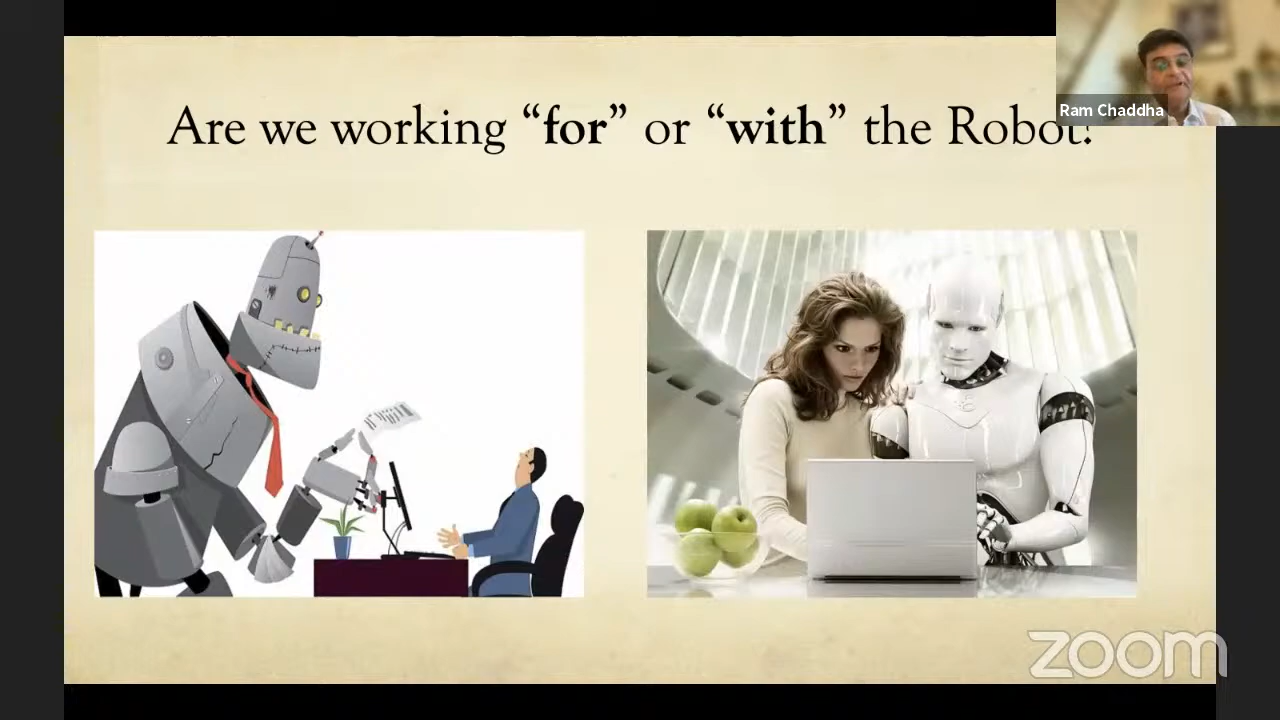 Are we working “for” or “with” the Robot?
Ram Chaddha
zoom